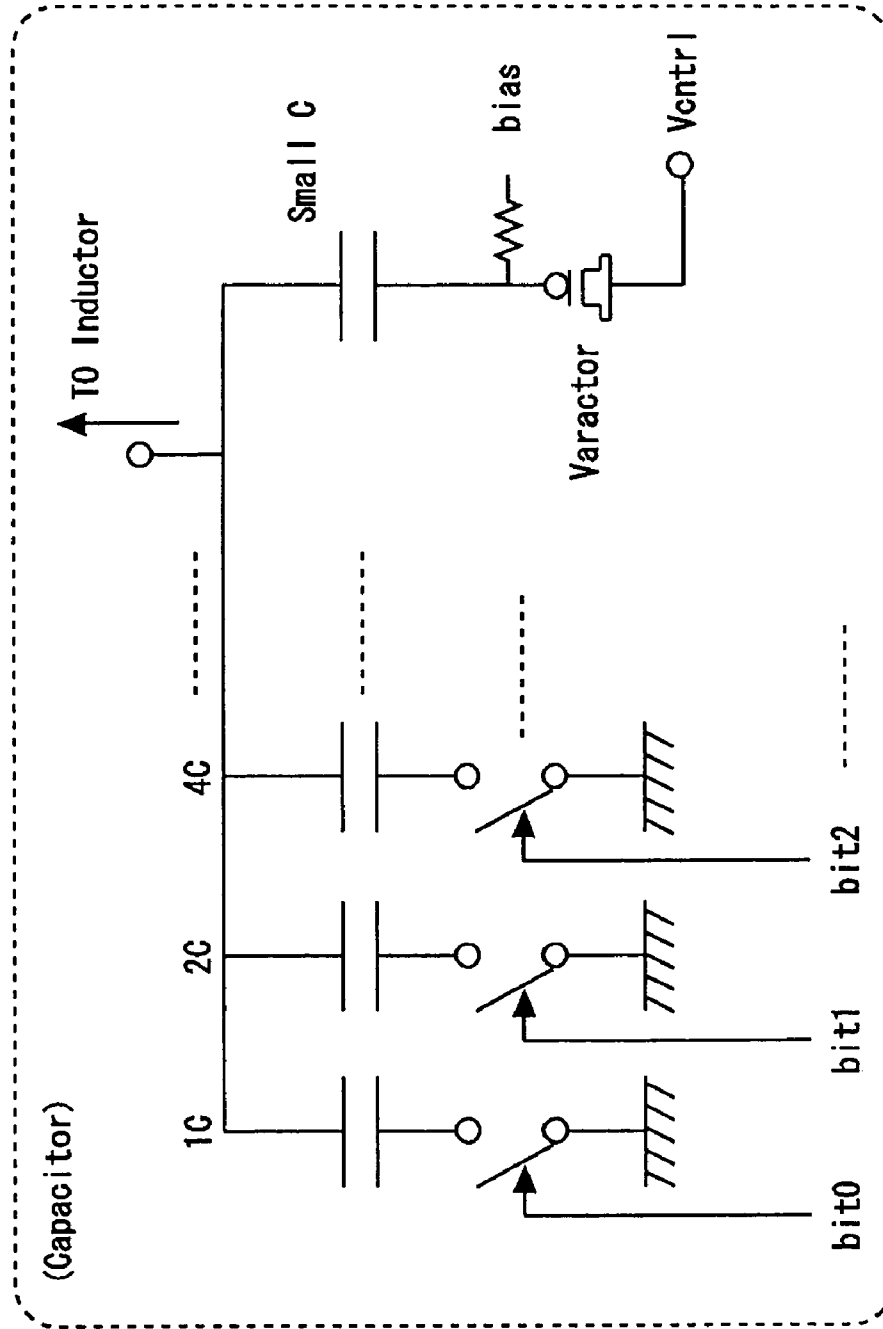 (Capacitor)
TO Inductor
1C
2C
4C
Small C
bias
Varactor
Vcntrl
bit0
bit1
bit2